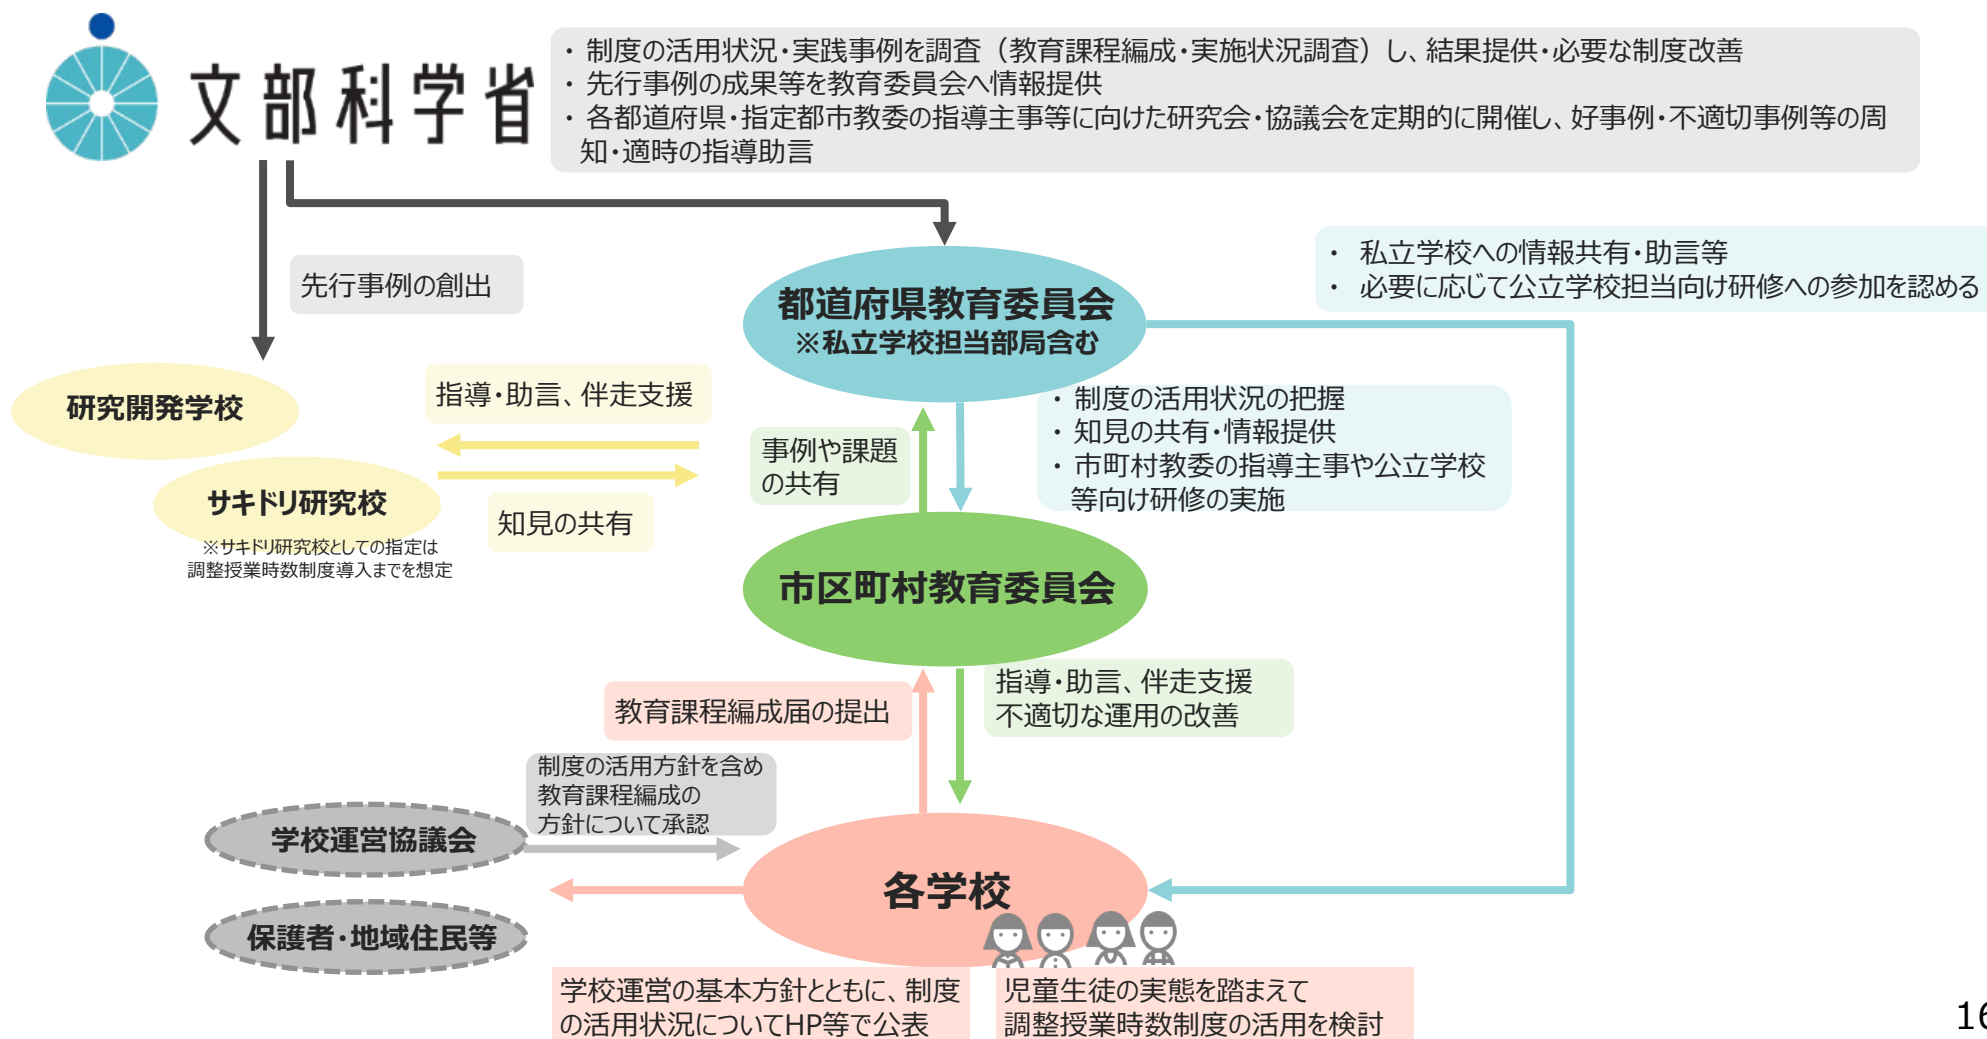 文部科学省
・ 制度の活用状況・実践事例を調査（教育課程編成・実施状況調査）し、結果提供・必要な制度改善
・ 先行事例の成果等を教育委員会へ情報提供
・ 各都道府県・指定都市教委の指導主事等に向けた研究会・協議会を定期的に開催し、好事例・不適切事例等の周
知・適時の指導助言
先行事例の創出
都道府県教育委員会
※私立学校担当部局含む
・ 私立学校への情報共有・助言等
・ 必要に応じて公立学校担当向け研修への参加を認める
研究開発学校
サキドリ研究校
※サキドリ研究校としての指定は
調整授業時数制度導入までを想定
指導・助言、伴走支援
知見の共有
事例や課題
の共有
・ 制度の活用状況の把握
・ 知見の共有・情報提供
・ 市町村教委の指導主事や公立学校
等向け研修の実施
市区町村教育委員会
教育課程編成届の提出
指導・助言、伴走支援
不適切な運用の改善
制度の活用方針を含め
教育課程編成の
方針について承認
学校運営協議会
保護者・地域住民等
各学校
学校運営の基本方針とともに、制度
の活用状況についてHP等で公表
児童生徒の実態を踏まえて
調整授業時数制度の活用を検討
16